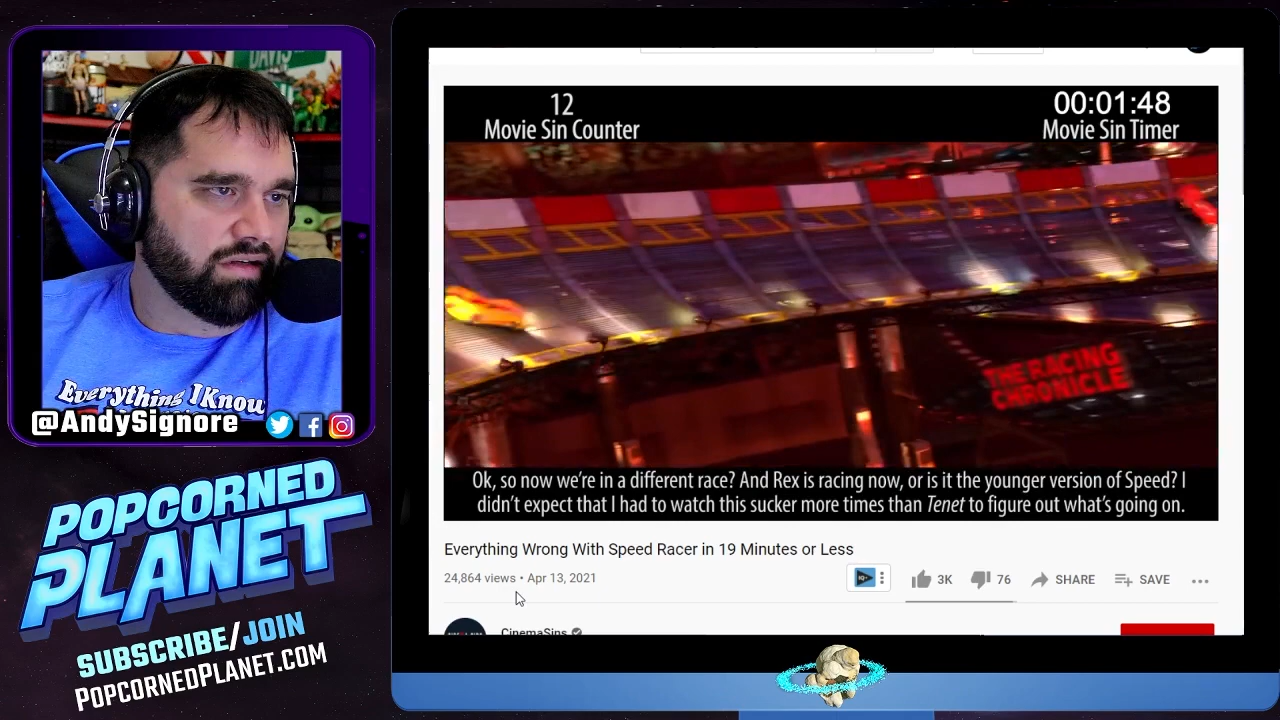 DAVIS
Everything I Know
@AndySignore
POPCORNED
PLANET
SUBSCRIBE/JOIN
POPCORNEDPLANET.COM
12
Movie Sin Counter
00:01:48
Movie Sin Timer
THE RACING
CHRONICLE
Ok, so now we're in a different race? And Rex is racing now, or is it the younger version of Speed? I
didn't expect that I had to watch this sucker more times than Tenet to figure out what's going on.
Everything Wrong With Speed Racer in 19 Minutes or Less
24,864 views • Apr 13, 2021
3K
76
SHARE
SAVE
CinemaSins